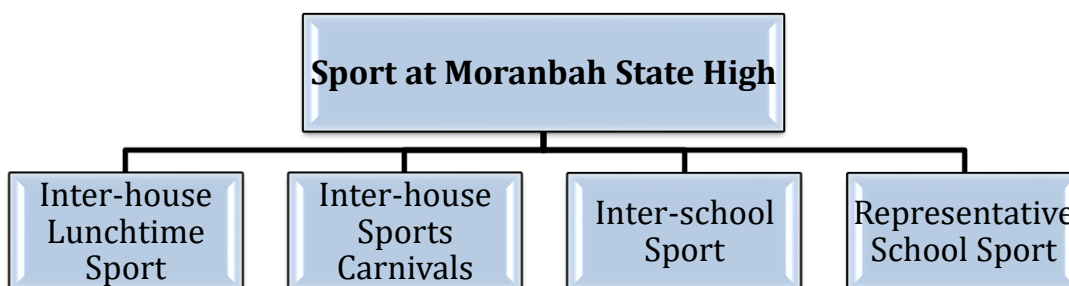 Sport at Moranbah State High
Inter-house
Lunchtime
Sport
Inter-house
Sports
Carnivals
Inter-school
Sport
Representative
School Sport